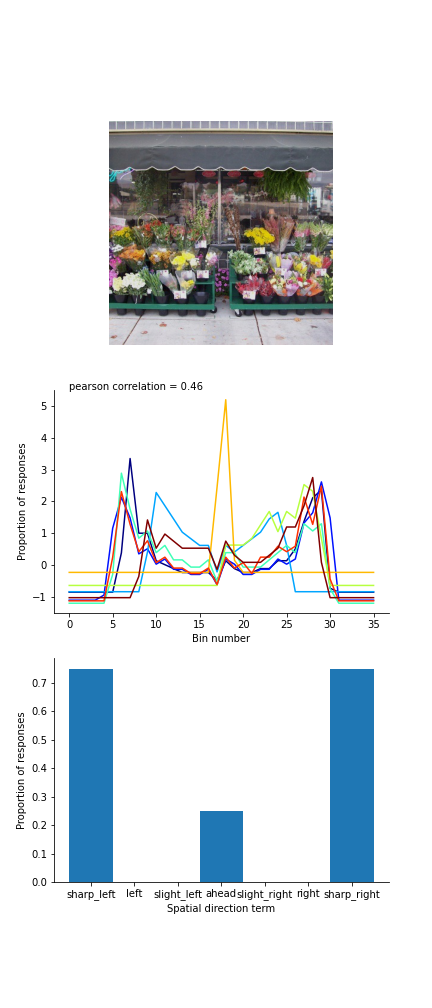 pearson correlation = 0.46
Proportion of responses
5
4
3
2
1
0
−1
0 5 10 15 20 25 30 35
Bin number
Proportion of responses
0.7
0.6
0.5
0.4
0.3
0.2
0.1
0.0
sharp_left left slight_left ahead slight_right right sharp_right
Spatial direction term